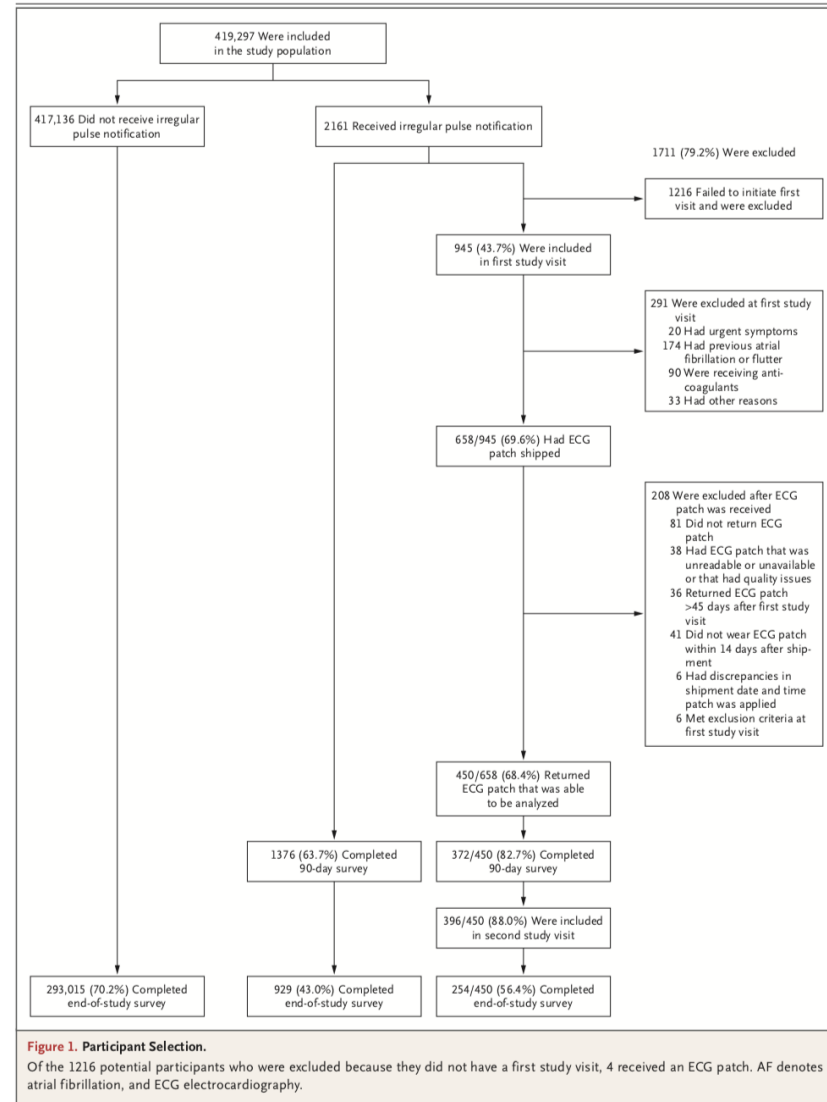 419,297 Were included
in the study population
417,136 Did not receive irregular
pulse notification
2161 Received irregular pulse notification
1711 (79.2%) Were excluded
1216 Failed to initiate first
visit and were excluded
945 (43.7%) Were included
in first study visit
291 Were excluded at first study
visit
20 Had urgent symptoms
174 Had previous atrial
fibrillation or flutter
90 Were receiving anti-
coagulants
33 Had other reasons
658/945 (69.6%) Had ECG
patch shipped
208 Were excluded after ECG
patch was received
81 Did not return ECG
patch
38 Had ECG patch that was
unreadable or unavailable
or that had quality issues
36 Returned ECG patch
>45 days after first study
visit
41 Did not wear ECG patch
within 14 days after ship-
ment
6 Had discrepancies in
shipment date and time
patch was applied
6 Met exclusion criteria at
first study visit
450/658 (68.4%) Returned
ECG patch that was able
to be analyzed
1376 (63.7%) Completed
90-day survey
372/450 (82.7%) Completed
90-day survey
396/450 (88.0%) Were included
in second study visit
293,015 (70.2%) Completed
end-of-study survey
929 (43.0%) Completed
end-of-study survey
254/450 (56.4%) Completed
end-of-study survey
Figure 1. Participant Selection.
Of the 1216 potential participants who were excluded because they did not have a first study visit, 4 received an ECG patch. AF denotes
atrial fibrillation, and ECG electrocardiography.